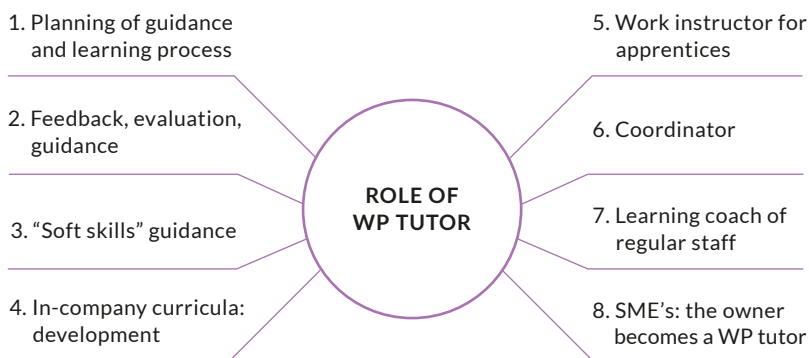 1. Planning of guidance
and learning process
2. Feedback, evaluation,
guidance
3. “Soft skills” guidance
4. In-company curricula:
development
ROLE OF
WP TUTOR
5. Work instructor for
apprentices
6. Coordinator
7. Learning coach of
regular staff
8. SME’s: the owner
becomes a WP tutor